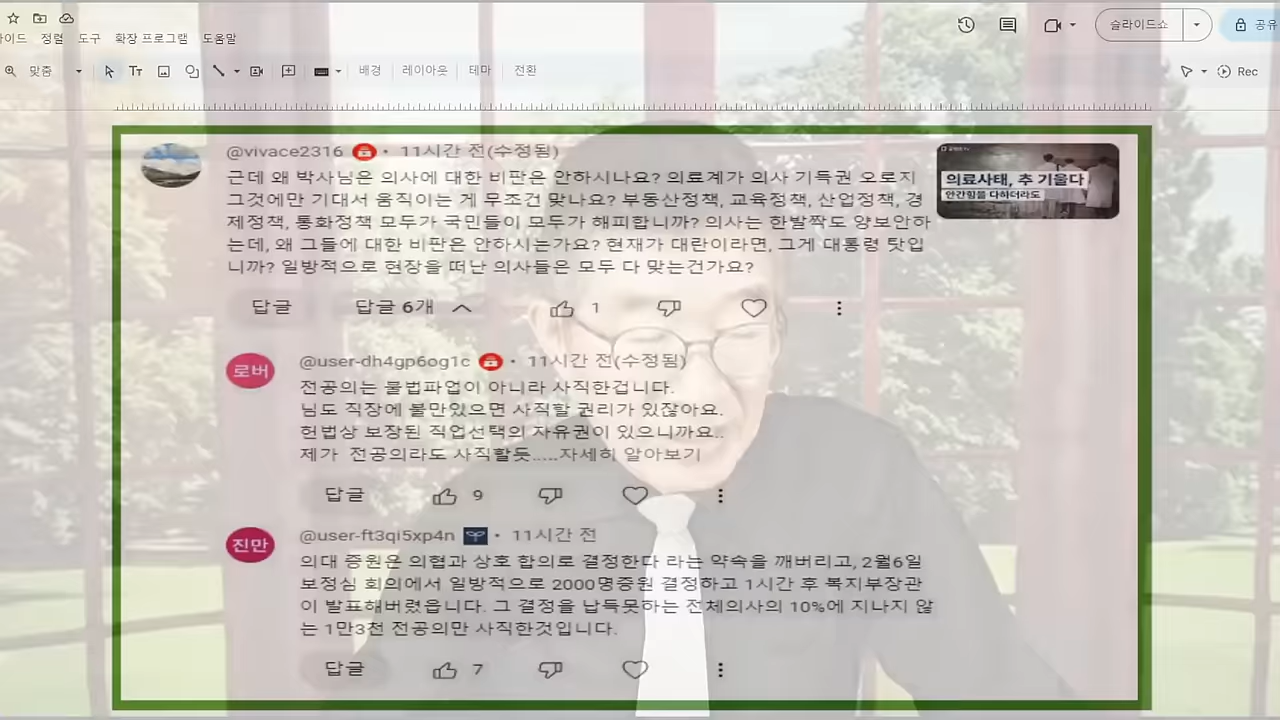 이드 정렬 도구 확장 프로그램 도움말
슬라이드쇼
공유
맞춤
배경 레이아웃 테마 전환
Rec
@vivace2316 · 11시간 전(수정됨)
근데 왜 박사님은 의사에 대한 비판은 안하시나요? 의료계가 의사 기득권 오로지
그것에만 기대서 움직이는 게 무조건 맞나요? 부동산정책, 교육정책, 산업정책, 경
제정책, 통화정책 모두가 국민들이 모두가 해피합니까? 의사는 한발짝도 양보안하
는데, 왜 그들에 대한 비판은 안하시는가요? 현재가 대란이라면, 그게 대통령 탓입
니까? 일방적으로 현장을 떠난 의사들은 모두 다 맞는건가요?
의료사태, 추 기울다
안간힘을 다하더라도
답글 답글 6개 1
로버
@user-dh4gp6og1c · 11시간 전(수정됨)
전공의는 불법파업이 아니라 사직한겁니다.
님도 직장에 불만있으면 사직할 권리가 있잖아요.
헌법상 보장된 직업선택의 자유권이 있으니까요..
제가 전공의라도 사직할듯.....자세히 알아보기
답글 9
진만
@user-ft3qi5xp4n · 11시간 전
의대 증원은 의협과 상호 합의로 결정한다 라는 약속을 깨버리고, 2월6일
보정심 회의에서 일방적으로 2000명증원 결정하고 1시간 후 복지부장관
이 발표해버렸읍니다. 그 결정을 납득못하는 전체의사의 10%에 지나지 않
는 1만3천 전공의만 사직한것입니다.
답글 7